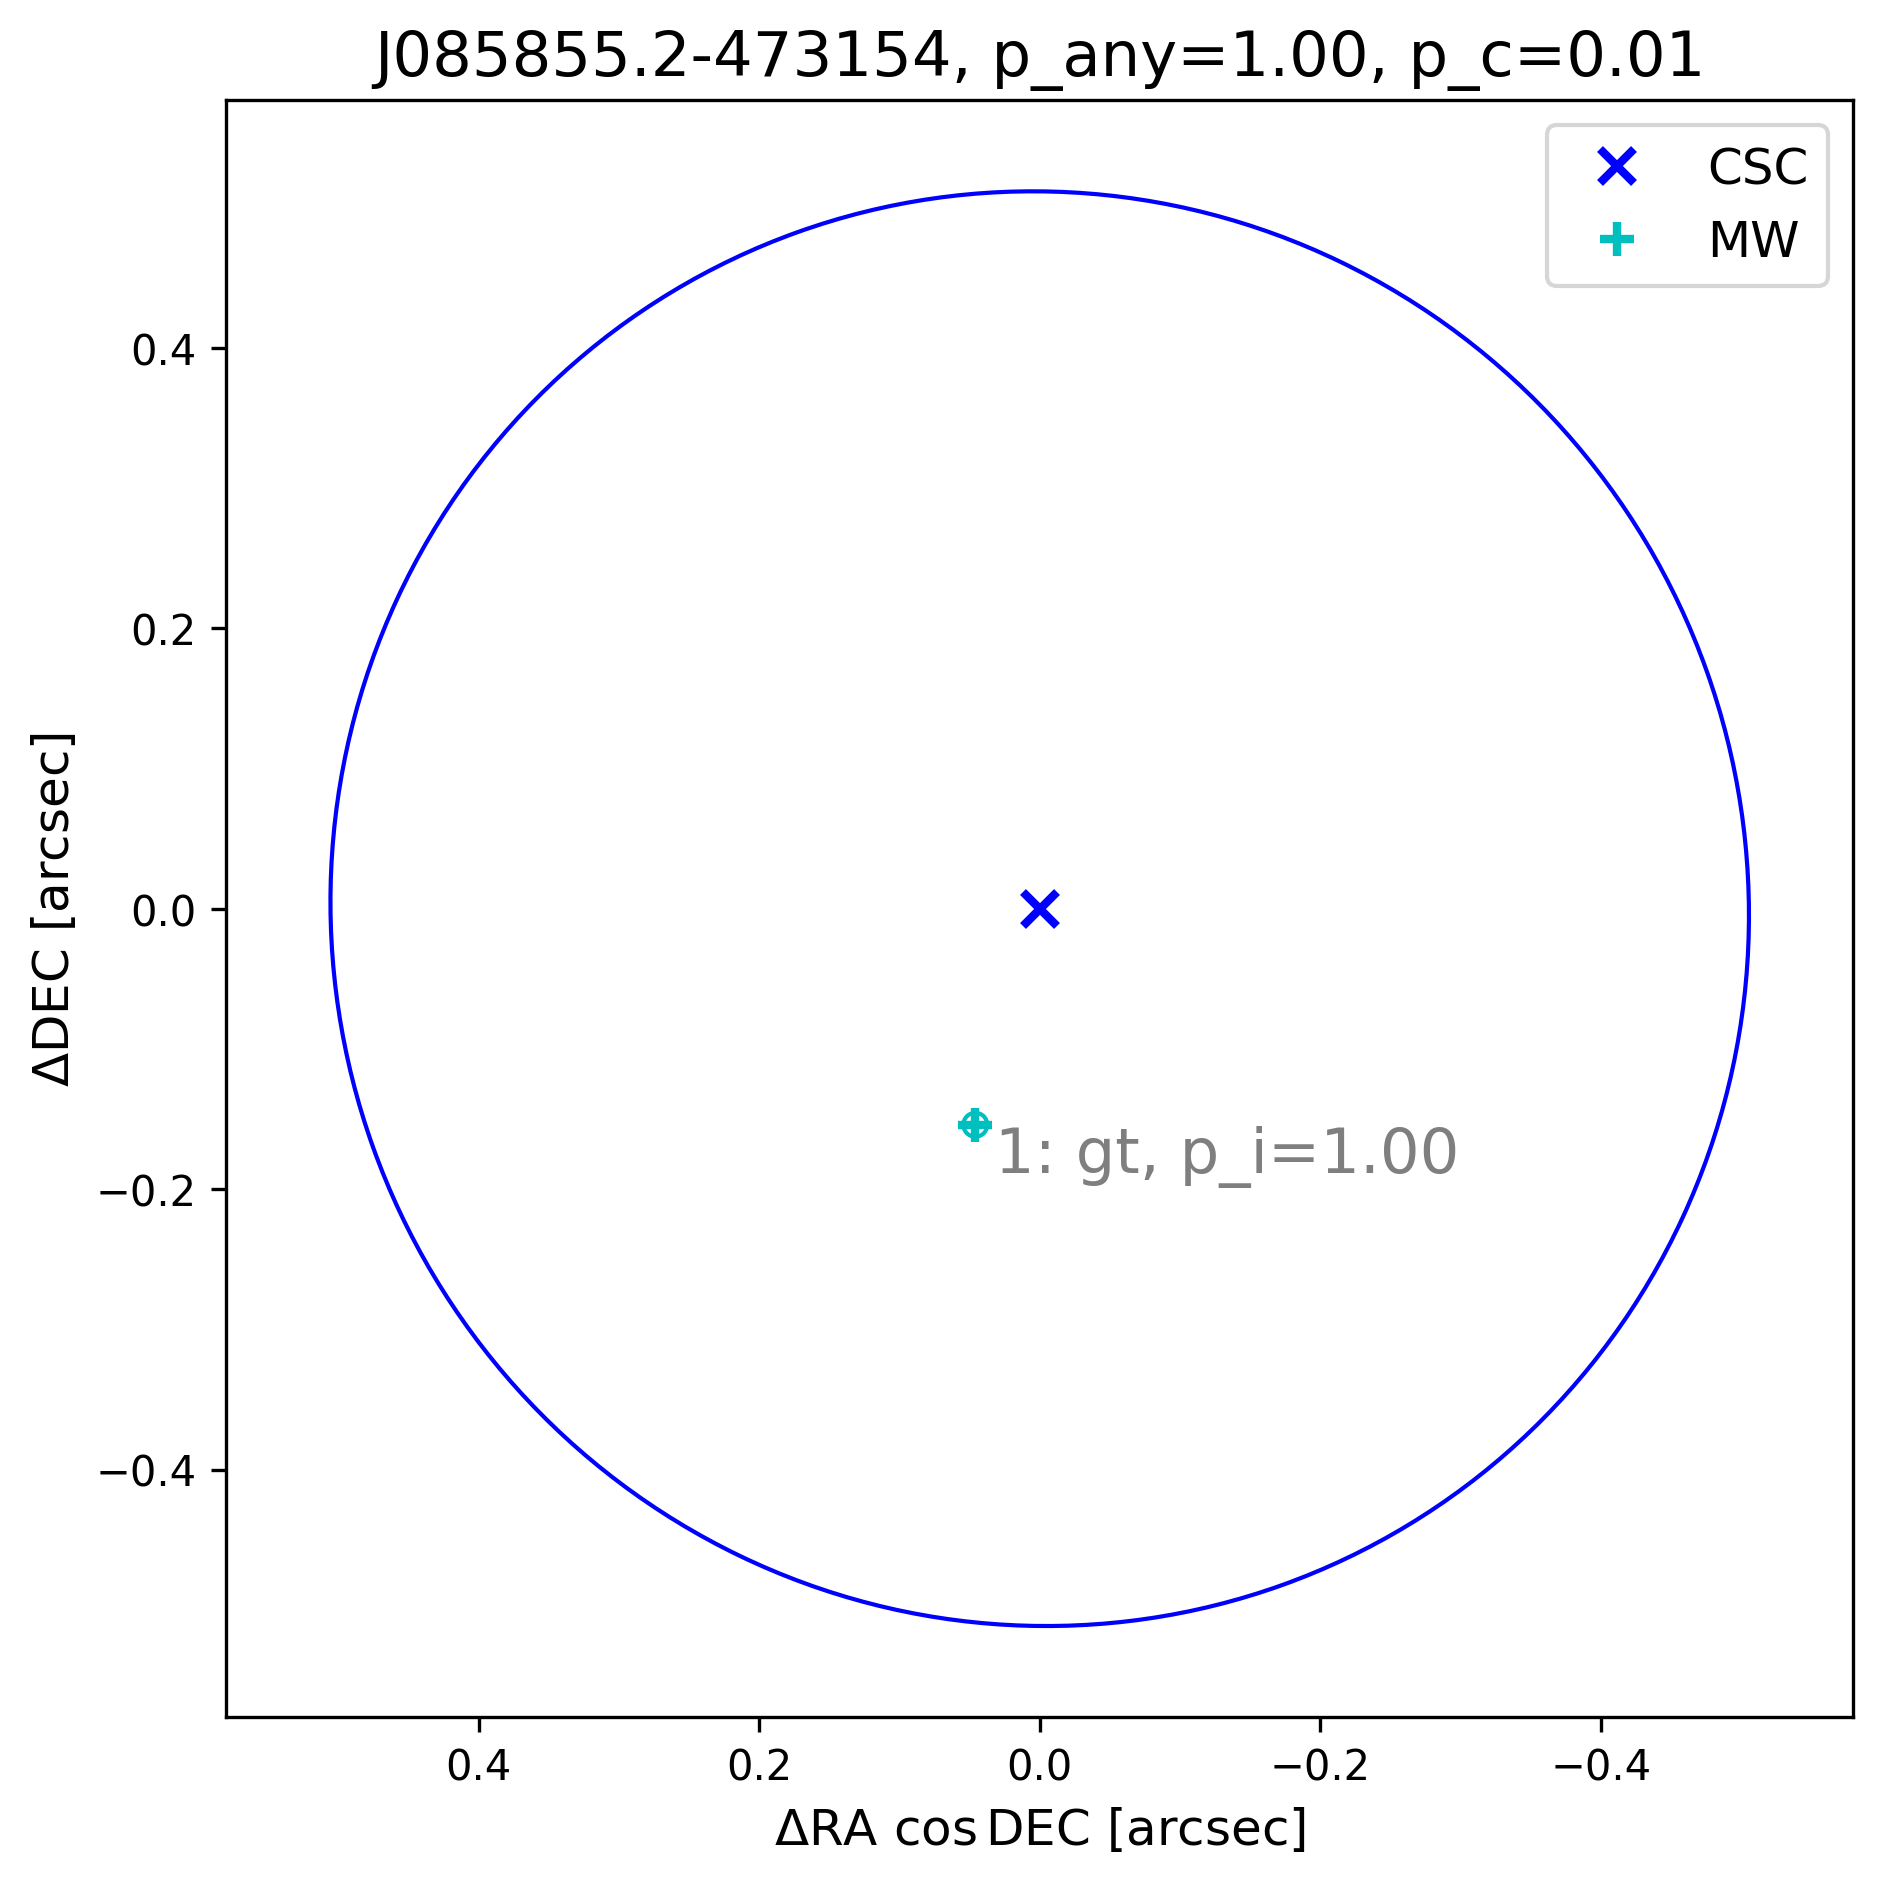 J085855.2-473154, p_any=1.00, p_c=0.01
CSC
MW
0.4
0.2
0.0
−0.2
−0.4
ΔDEC [arcsec]
1: gt, p_i=1.00
0.4 0.2 0.0 −0.2 −0.4
ΔRA cos DEC [arcsec]